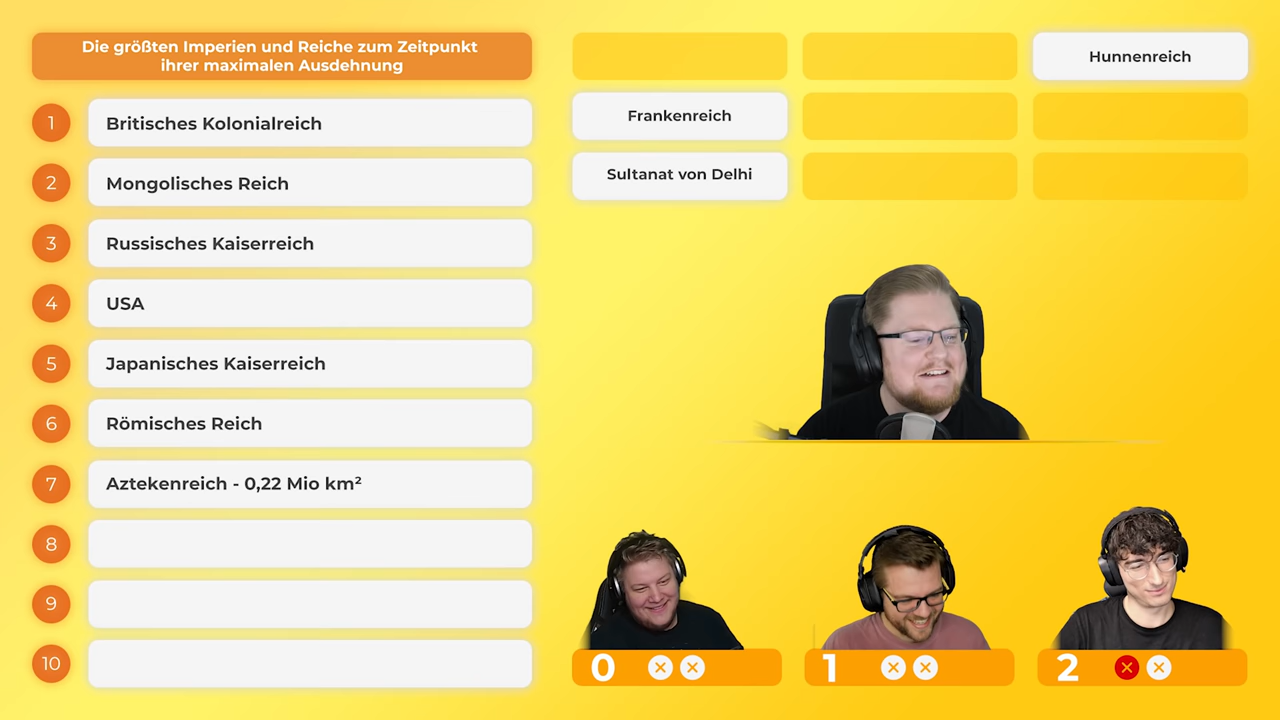 Die größten Imperien und Reiche zum Zeitpunkt
ihrer maximalen Ausdehnung
1 Britisches Kolonialreich
2 Mongolisches Reich
3 Russisches Kaiserreich
4 USA
5 Japanisches Kaiserreich
6 Römisches Reich
7 Aztekenreich - 0,22 Mio km²
8
9
10
Hunnenreich
Frankenreich
Sultanat von Delhi
0
1
2